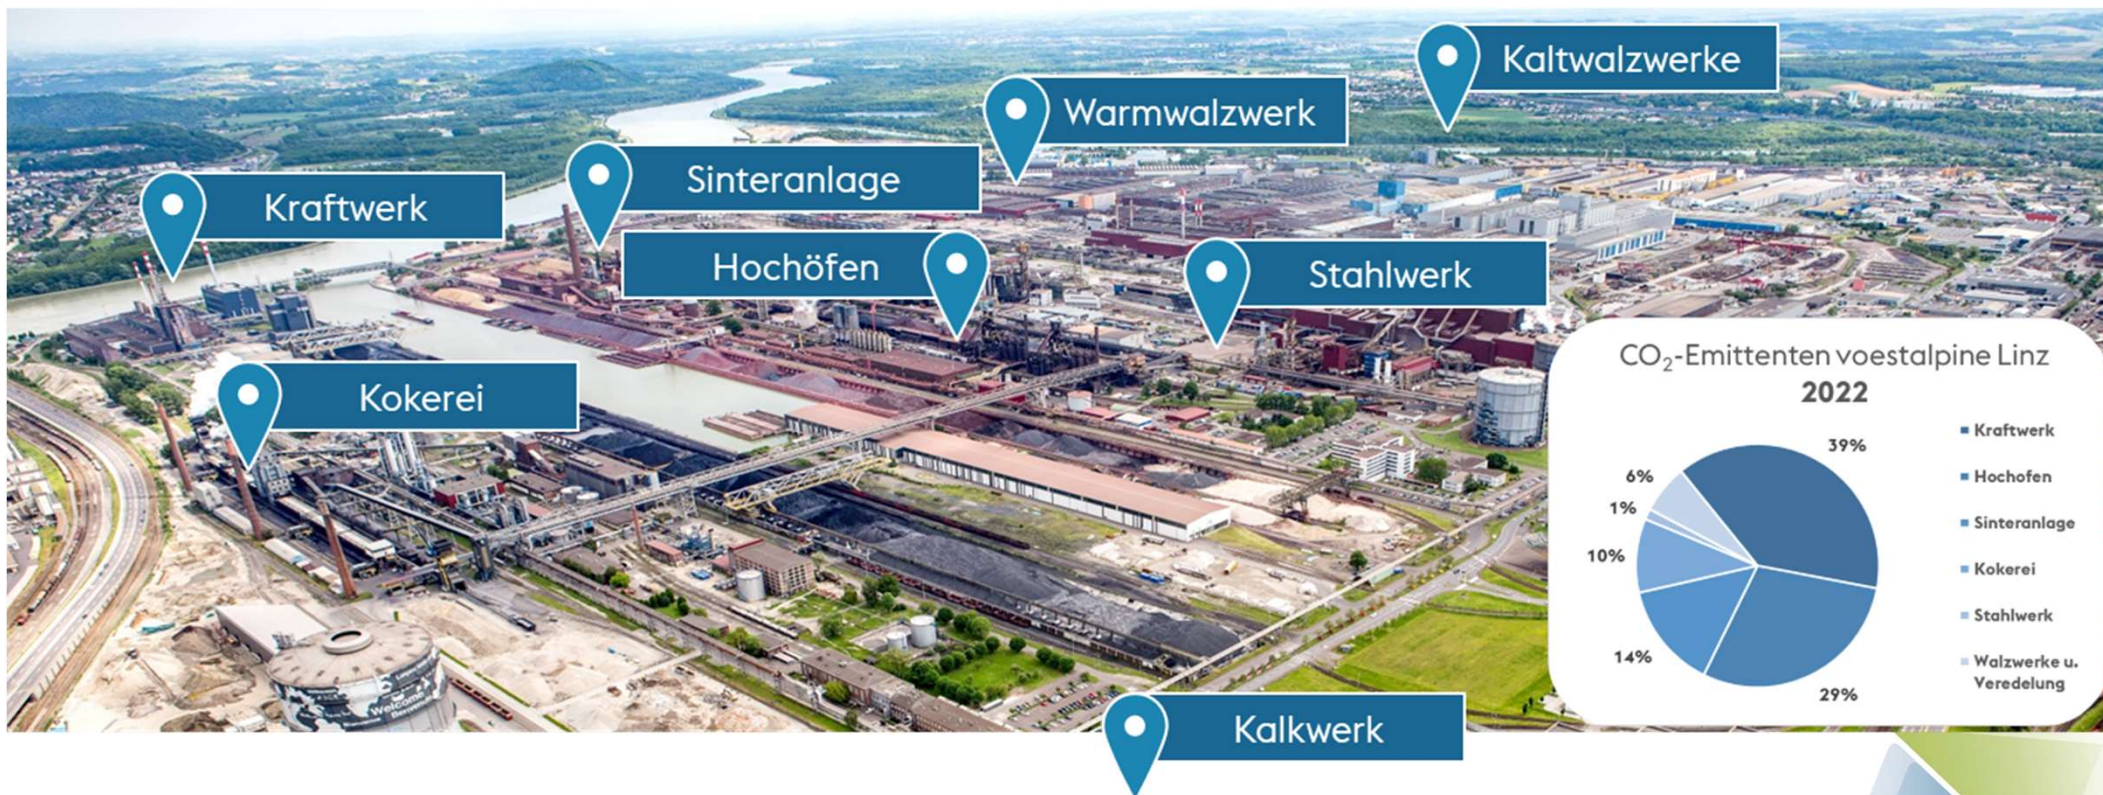 Kaltwalzwerke
Warmwalzwerk
Sinteranlage
Kraftwerk
Hochöfen
Stahlwerk
Kokerei
Kalkwerk
CO₂-Emittenten voestalpine Linz
2022
39%
29%
14%
10%
1%
6%
Kraftwerk
Hochofen
Sinteranlage
Kokerei
Stahlwerk
Walzwerke u.
Veredelung
Welcome